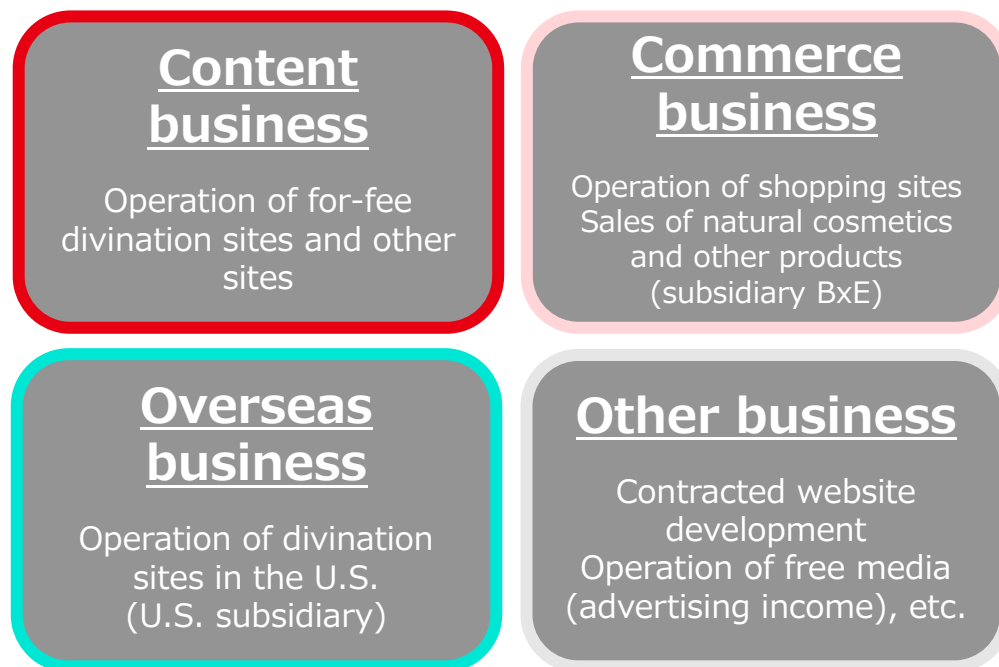 Content
business
Operation of for-fee
divination sites and other
sites
Commerce
business
Operation of shopping sites
Sales of natural cosmetics
and other products
(subsidiary BxE)
Overseas
business
Operation of divination
sites in the U.S.
(U.S. subsidiary)
Other business
Contracted website
development
Operation of free media
(advertising income), etc.